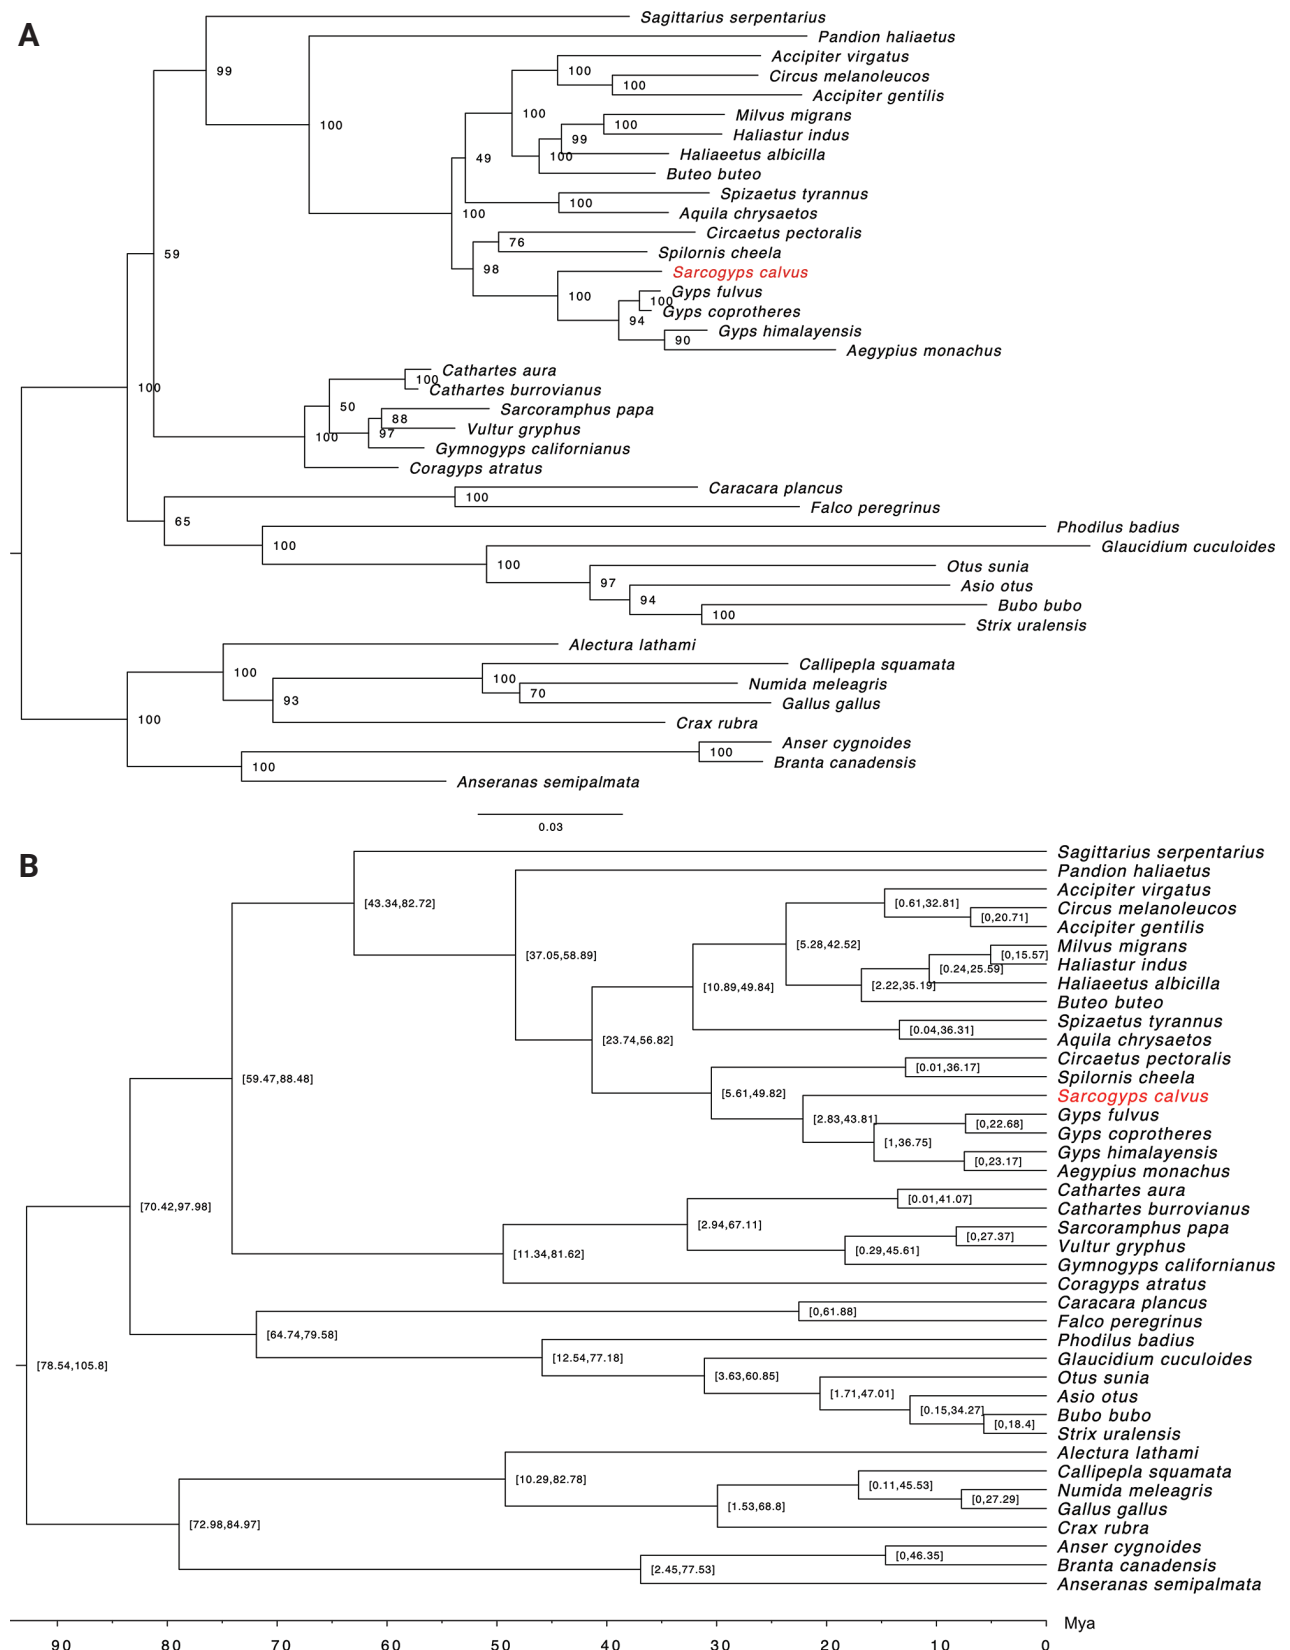 A
Sagittarius serpentarius
Pandion haliaetus
Accipiter virgatus
99
100
Circus melanoleucos
100
Accipiter gentilis
100
Milvus migrans
100
100
Haliastur indus
99
Haliaeetus albicilla
100
49
Buteo buteo
Spizaetus tyrannus
100
Aquila chrysaetos
100
Circaetus pectoralis
76
Spilornis cheela
59
98
Sarcogyps calvus
Gyps fulvus
100
100
Gyps coprotheres
94
Gyps himalayensis
90
Aegypius monachus
Cathartes aura
100
100
Cathartes burrovianus
50
Sarcoramphus papa
88
Vultur gryphus
97
100
Gymnogyps californianus
Coragyps atratus
Caracara plancus
100
Falco peregrinus
65
Phodilus badius
100
Glaucidium cuculoides
100
Otus sunia
97
Asio otus
94
Bubo bubo
100
Strix uralensis
Alectura lathami
Callipepla squamata
100
100
Numida meleagris
70
93
Gallus gallus
100
Crax rubra
Anser cygnoides
100
Branta canadensis
100
Anseranas semipalmata
0.03
B
Sagittarius serpentarius
Pandion haliaetus
Accipiter virgatus
[43.34,82.72]
[0.61,32.81]
Circus melanoleucos
[0,20.71]
Accipiter gentilis
[5.28,42.52]
Milvus migrans
[37.05,58.89]
[0,15.57]
Haliastur indus
[0.24,25.59]
Haliaeetus albicilla
[10.89,49.84]
[2.22,35.19]
Buteo buteo
Spizaetus tyrannus
[0.04,36.31]
[23.74,56.82]
Aquila chrysaetos
Circaetus pectoralis
[0.01,36.17]
[59.47,88.48]
Spilornis cheela
[5.61,49.82]
Sarcogyps calvus
[2.83,43.81]
Gyps fulvus
[0,22.68]
Gyps coprotheres
[1,36.75]
Gyps himalayensis
[0,23.17]
Aegypius monachus
Cathartes aura
[0.01,41.07]
[70.42,97.98]
Cathartes burrovianus
[2.94,67.11]
Sarcoramphus papa
[0,27.37]
Vultur gryphus
[11.34,81.62]
[0.29,45.61]
Gymnogyps californianus
Coragyps atratus
Caracara plancus
[0,61.88]
Falco peregrinus
[64.74,79.58]
Phodilus badius
[12.54,77.18]
Glaucidium cuculoides
[78.54,105.8]
[3.63,60.85]
Otus sunia
[1.71,47.01]
Asio otus
[0.15,34.27]
Bubo bubo
[0,18.4]
Strix uralensis
Alectura lathami
Callipepla squamata
[10.29,82.78]
[0.11,45.53]
Numida meleagris
[0,27.29]
[1.53,68.8]
Gallus gallus
[72.98,84.97]
Crax rubra
Anser cygnoides
[0,46.35]
Branta canadensis
[2.45,77.53]
Anseranas semipalmata
Mya
90 80 70 60 50 40 30 20 10 0